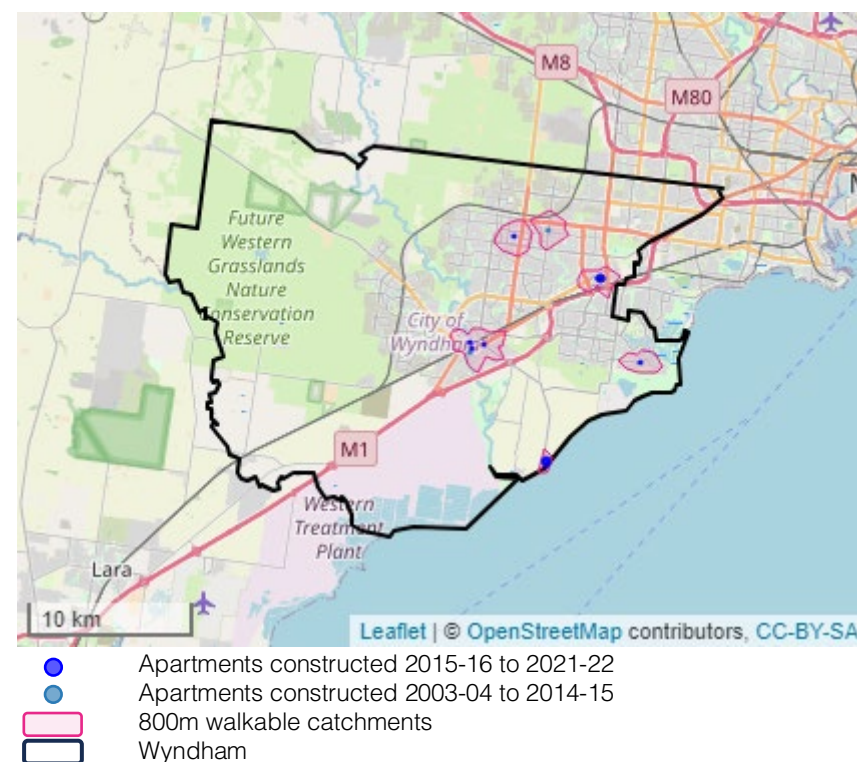 M8
M80
Future
Western
Grasslands
Nature
Conservation
Reserve
City of
Wyndham
M1
Western
Treatment
Plant
Lara
10 km
Leaflet | © OpenStreetMap contributors, CC-BY-SA
Apartments constructed 2015-16 to 2021-22
Apartments constructed 2003-04 to 2014-15
800m walkable catchments
Wyndham